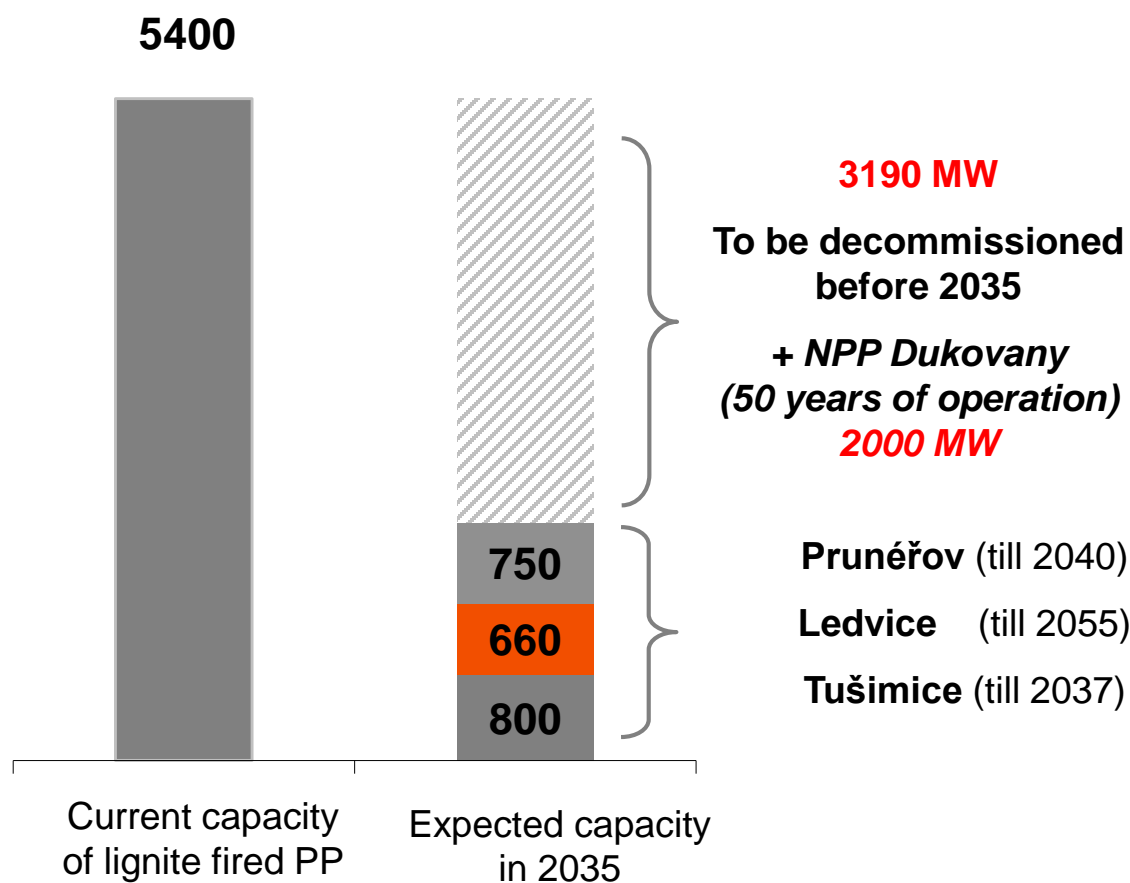 5400
3190 MW
To be decommissioned
before 2035
+ NPP Dukovany
(50 years of operation)
2000 MW
750
660
800
Prunéřov (till 2040)
Ledvice (till 2055)
Tušimice (till 2037)
Current capacity
of lignite fired PP
Expected capacity
in 2035